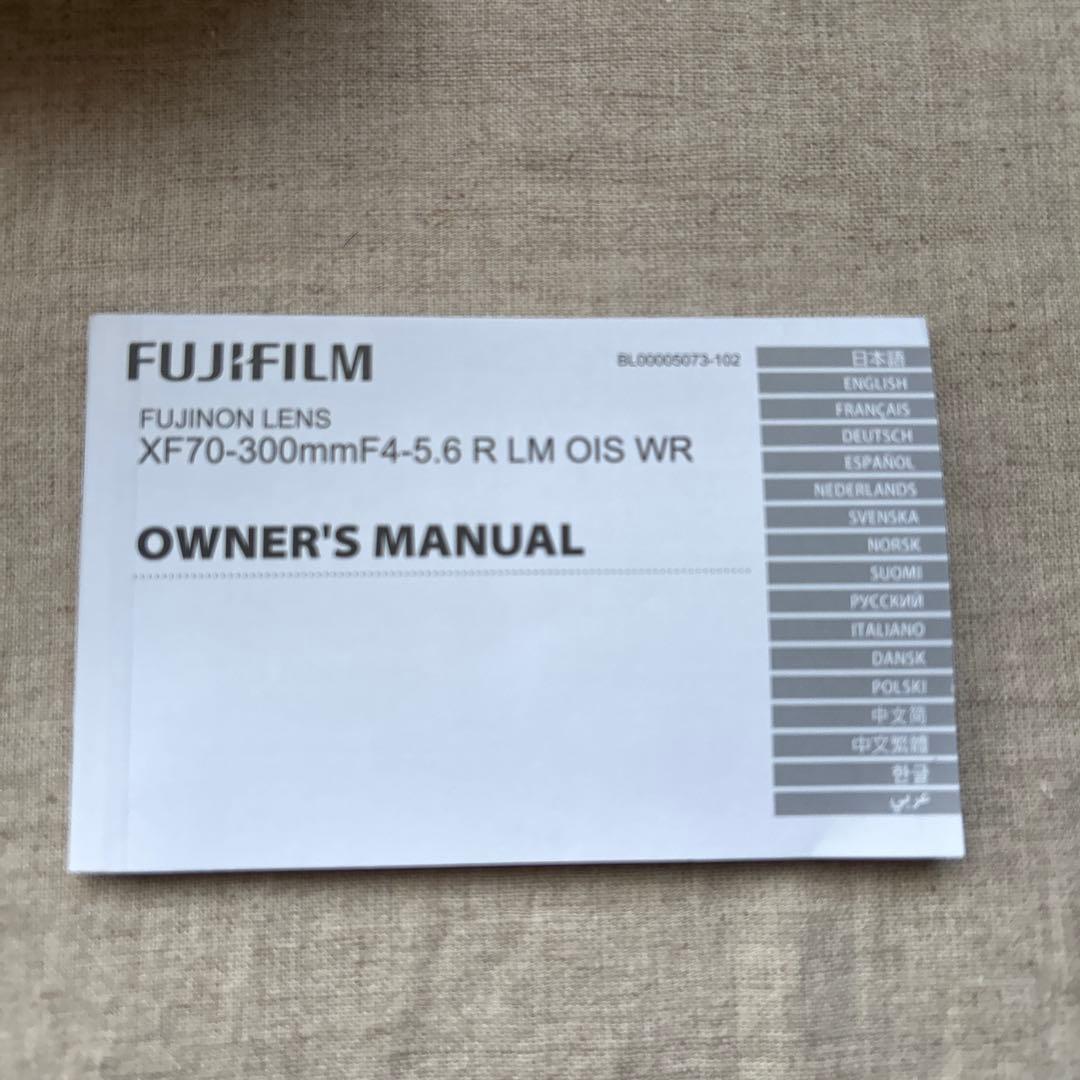 FUJIFILM
BL00005073-102
FUJINON LENS
XF70-300mmF4-5.6 R LM OIS WR
OWNER'S MANUAL
日本語
ENGLISH
FRANÇAIS
DEUTSCH
ESPAÑOL
NEDERLANDS
SVENSKA
NORSK
SUOMI
РУССКИЙ
ITALIANO
DANSK
POLSKI
中文简
中文繁體
한글
عربي